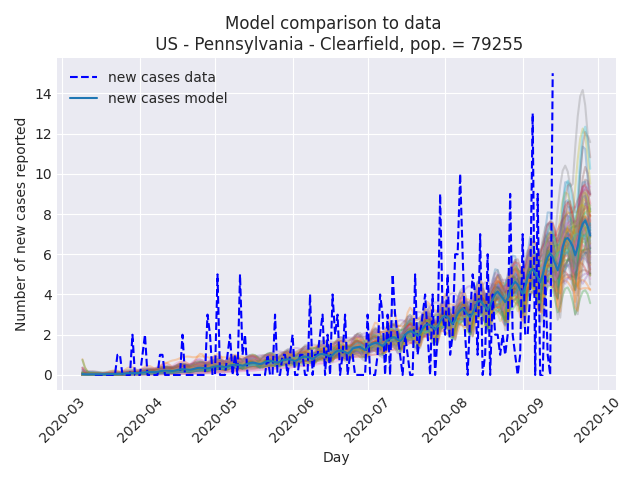 Model comparison to data
US - Pennsylvania - Clearfield, pop. = 79255
new cases data
new cases model
Number of new cases reported
14
12
10
8
6
4
2
0
2020-03
2020-04
2020-05
2020-06
2020-07
2020-08
2020-09
2020-10
Day